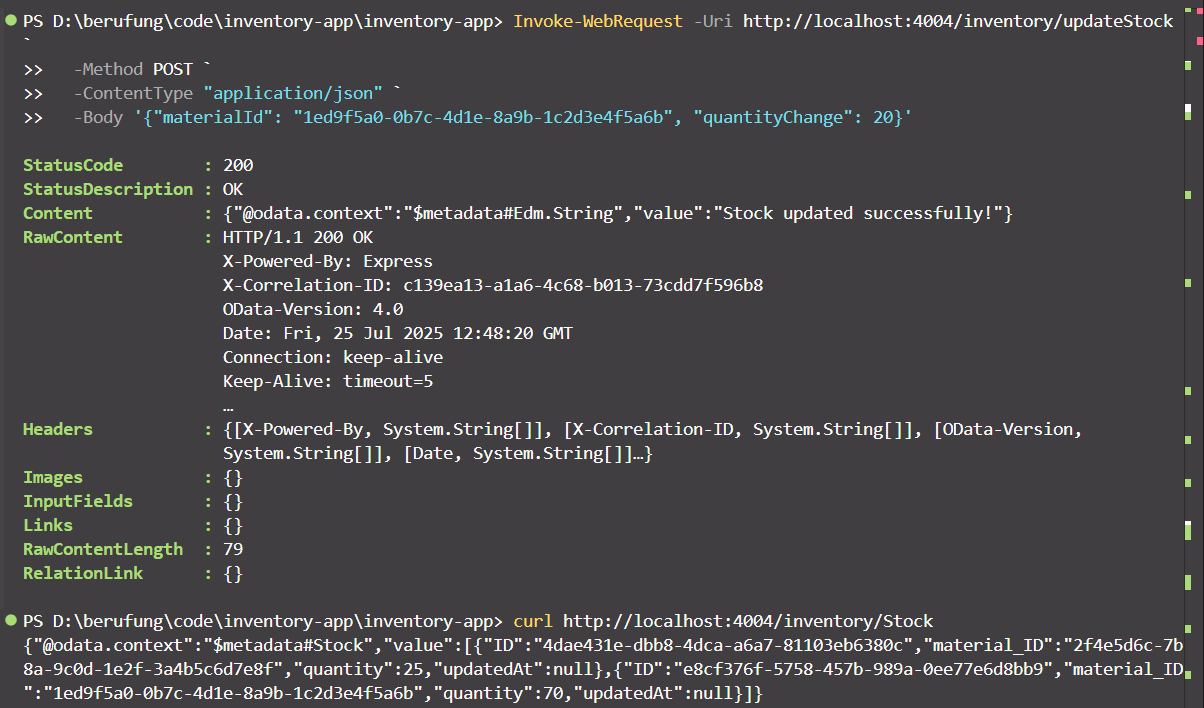 PS D:\berufung\code\inventory-app\inventory-app> Invoke-WebRequest -Uri http://localhost:4004/inventory/updateStock
`
>>   -Method POST `
>>   -ContentType "application/json" `
>>   -Body '{"materialId": "1ed9f5a0-0b7c-4d1e-8a9b-1c2d3e4f5a6b", "quantityChange": 20}'
StatusCode        : 200
StatusDescription : OK
Content           : {"@odata.context":"$metadata#Edm.String","value":"Stock updated successfully!"}
RawContent        : HTTP/1.1 200 OK
                    X-Powered-By: Express
                    X-Correlation-ID: c139ea13-a1a6-4c68-b013-73cdd7f596b8
                    OData-Version: 4.0
                    Date: Fri, 25 Jul 2025 12:48:20 GMT
                    Connection: keep-alive
                    Keep-Alive: timeout=5
                    …
Headers           : {[X-Powered-By, System.String[]], [X-Correlation-ID, System.String[]], [OData-Version,
                    System.String[]], [Date, System.String[]]…}
Images            : {}
InputFields       : {}
Links             : {}
RawContentLength  : 79
RelationLink      : {}
PS D:\berufung\code\inventory-app\inventory-app> curl http://localhost:4004/inventory/Stock
{"@odata.context":"$metadata#Stock","value":[{"ID":"4dae431e-dbb8-4dca-a6a7-81103eb6380c","material_ID":"2f4e5d6c-7b
8a-9c0d-1e2f-3a4b5c6d7e8f","quantity":25,"updatedAt":null},{"ID":"e8cf376f-5758-457b-989a-0ee77e6d8bb9","material_ID
":"1ed9f5a0-0b7c-4d1e-8a9b-1c2d3e4f5a6b","quantity":70,"updatedAt":null}]}